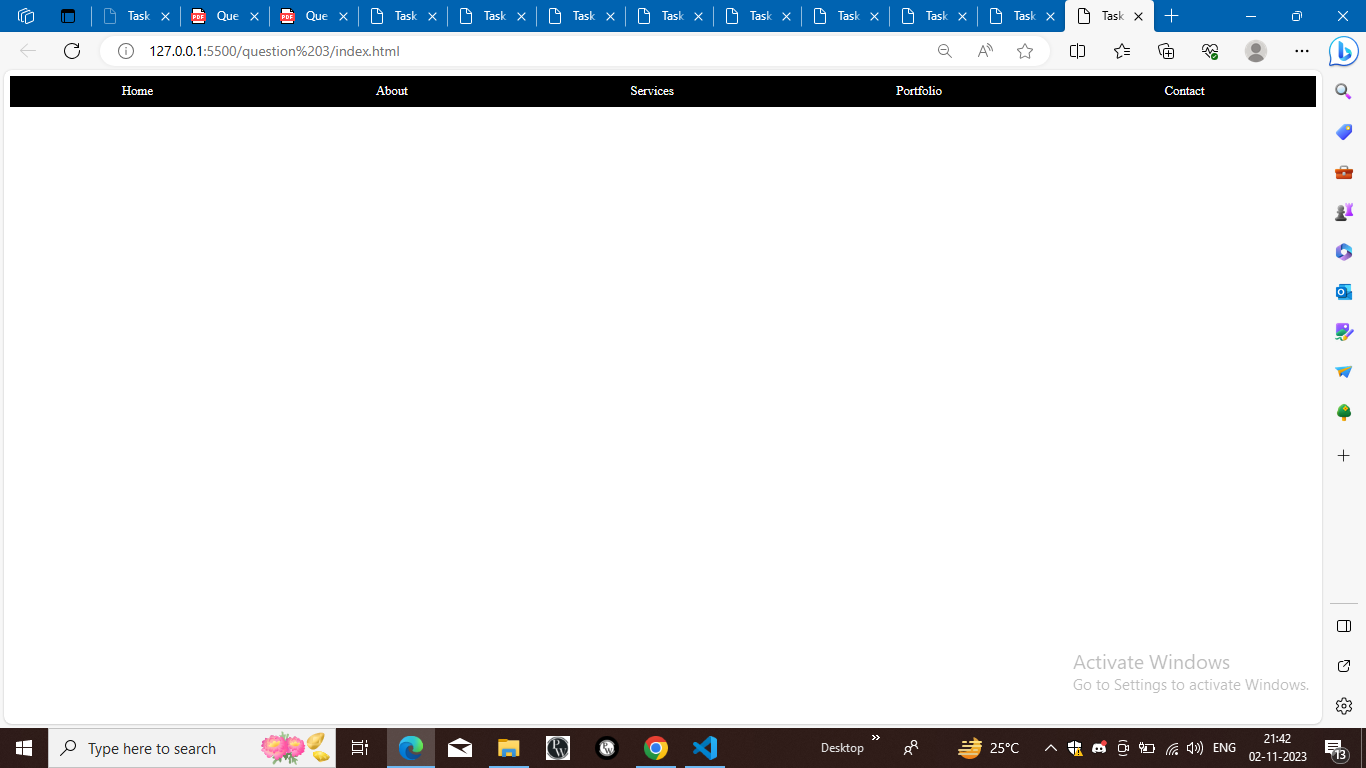 Task
Que
Que
Task
Task
Task
Task
Task
Task
Task
Task
Task
127.0.0.1:5500/question%203/index.html
Home About Services Portfolio Contact
Activate Windows
Go to Settings to activate Windows.
Type here to search
Desktop
25°C
ENG
21:42
02-11-2023
13